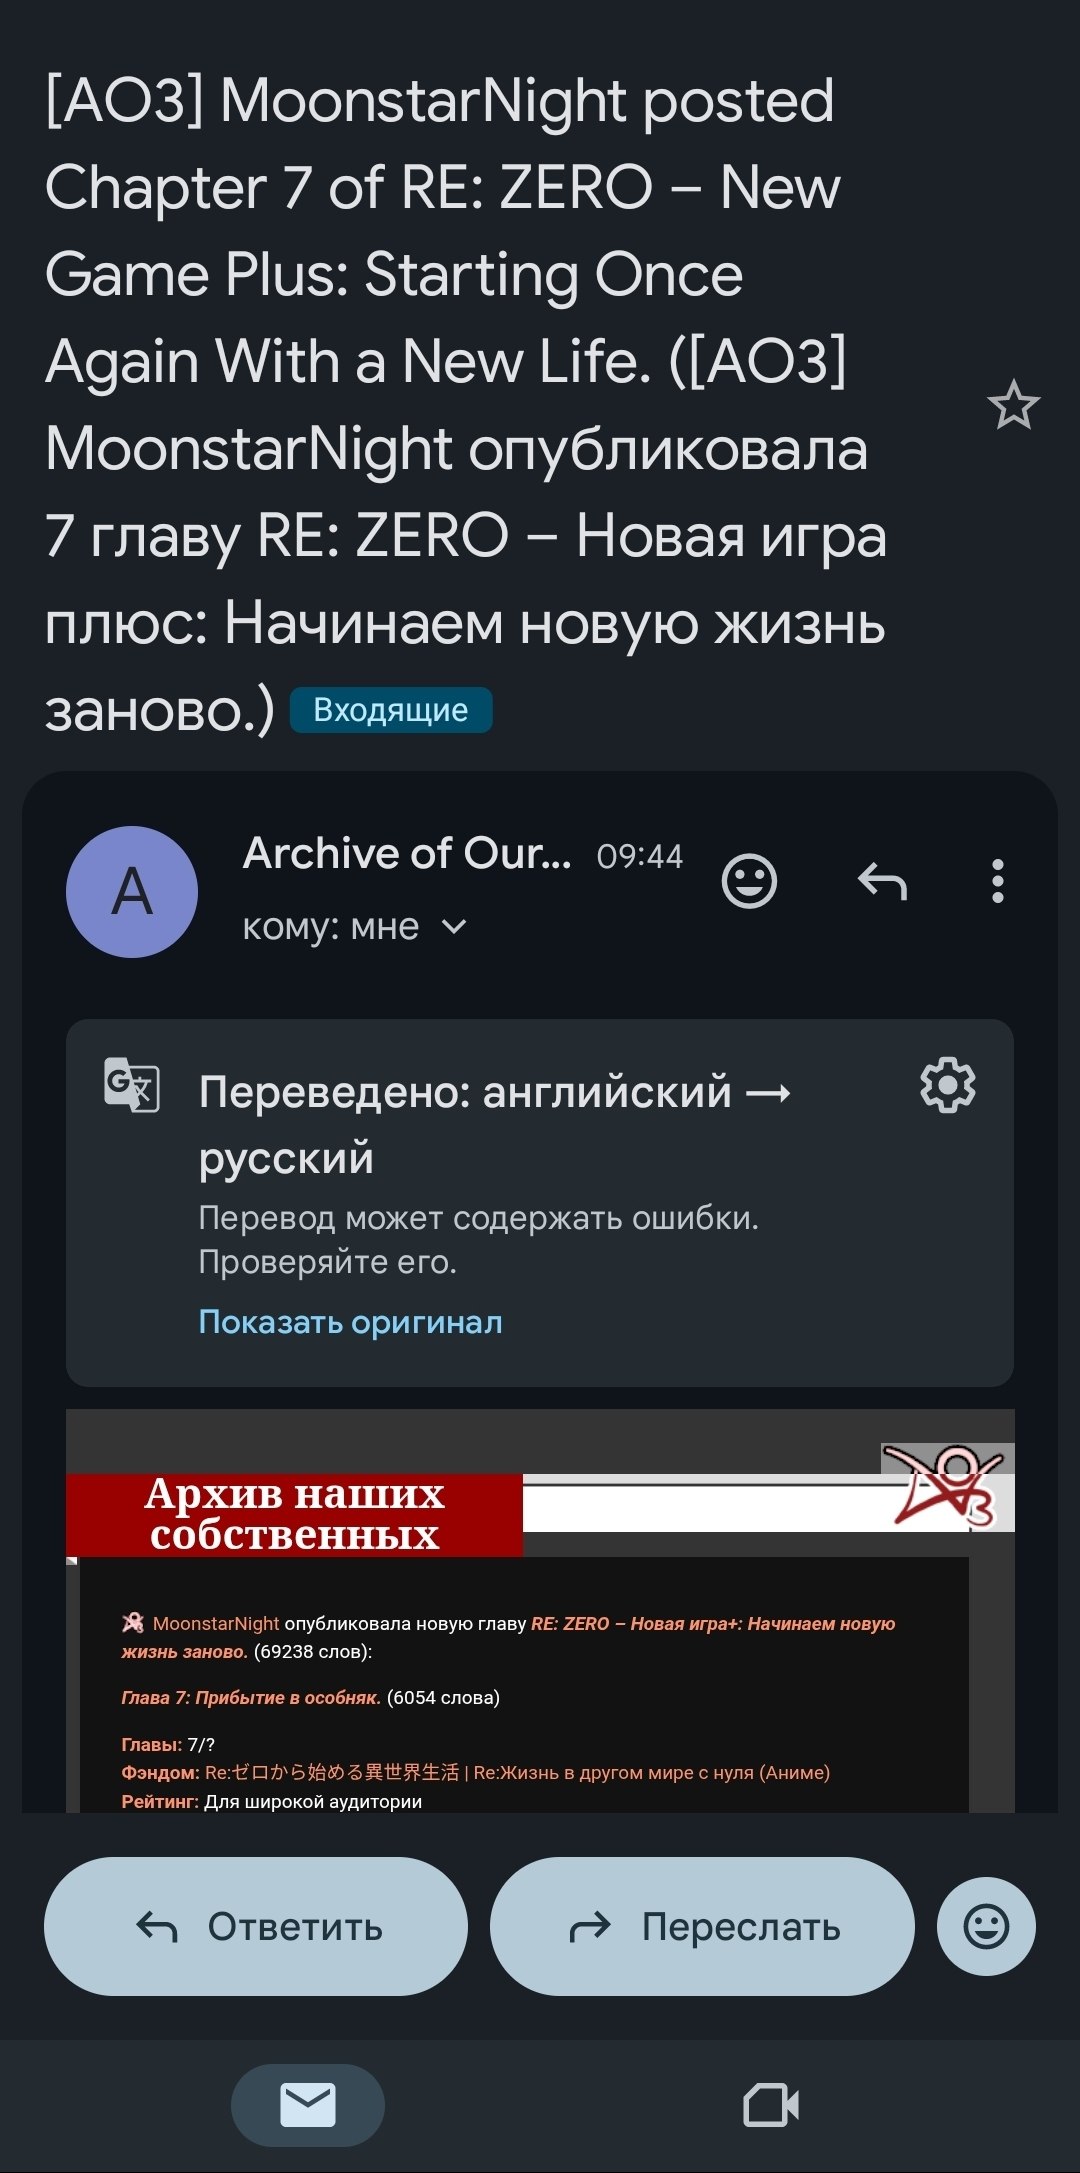 [AO3] MoonstarNight posted
Chapter 7 of RE: ZERO – New
Game Plus: Starting Once
Again With a New Life. ([AO3]
MoonstarNight опубликовала
7 главу RE: ZERO – Новая игра
плюс: Начинаем новую жизнь
заново.) Входящие
A
Archive of Our... 09:44
кому: мне
Переведено: английский →
русский
Перевод может содержать ошибки.
Проверяйте его.
Показать оригинал
Архив наших
собственных
MoonstarNight опубликовала новую главу RE: ZERO – Новая игра+: Начинаем новую
жизнь заново. (69238 слов):
Глава 7: Прибытие в особняк. (6054 слова)
Главы: 7/?
Фэндом: Re:ゼロから始める異世界生活 | Re:Жизнь в другом мире с нуля (Аниме)
Рейтинг: Для широкой аудитории
Ответить
Переслать